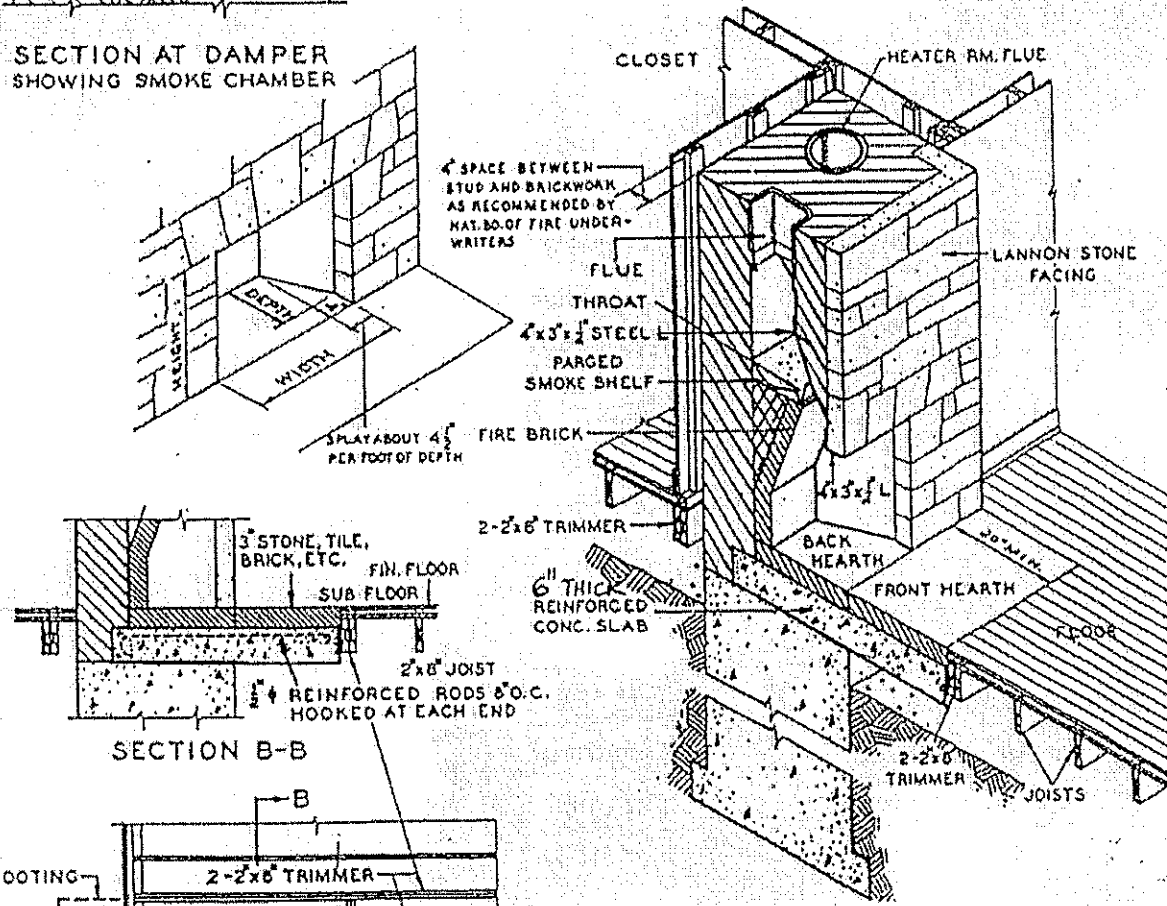 SECTION AT DAMPER
SHOWING SMOKE CHAMBER
CLOSET
HEATER RM. FLUE
4" SPACE BETWEEN
STUD AND BRICKWORK
AS RECOMMENDED BY
NAT. BD. OF FIRE UNDER-
WRITERS
FLUE
LANNON STONE
FACING
THROAT
4"x3"x½" STEEL L
PARGED
SMOKE SHELF
DEPTH
4"
HEIGHT
WIDTH
SPLAY ABOUT 4½"
PER FOOT OF DEPTH
FIRE BRICK
4"x3"x½" L
2-2"x8" TRIMMER
BACK
HEARTH
20" MIN.
FRONT HEARTH
FLOOR
6" THICK
REINFORCED
CONC. SLAB
3" STONE, TILE,
BRICK, ETC.
FIN. FLOOR
SUB FLOOR
2"x8" JOIST
ϕ REINFORCED RODS 8" O.C.
HOOKED AT EACH END
SECTION B-B
2-2"x8"
TRIMMER
JOISTS
B
OOTING
2-2"x8" TRIMMER